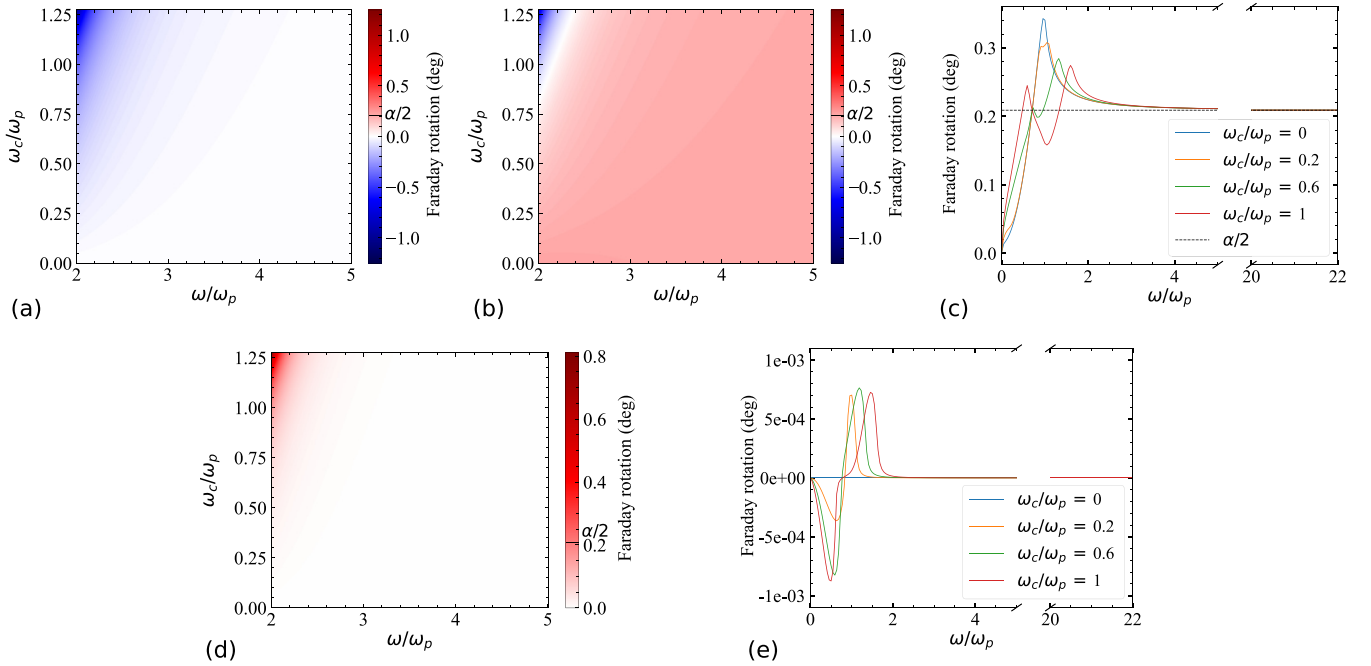 1.25
1.00
0.75
0.50
0.25
0.00
ω_c/ω_p
2 3 4 5
ω/ω_p
1.0
0.5
α/2
0.0
−0.5
−1.0
Faraday rotation (deg)
(a)
1.25
1.00
0.75
0.50
0.25
0.00
ω_c/ω_p
2 3 4 5
ω/ω_p
1.0
0.5
α/2
0.0
−0.5
−1.0
Faraday rotation (deg)
(b)
0.3
0.2
0.1
0.0
Faraday rotation (deg)
0 2 4 20 22
ω/ω_p
ω_c/ω_p = 0
ω_c/ω_p = 0.2
ω_c/ω_p = 0.6
ω_c/ω_p = 1
α/2
(c)
1.25
1.00
0.75
0.50
0.25
0.00
ω_c/ω_p
2 3 4 5
ω/ω_p
0.8
0.6
0.4
α/2
0.2
0.0
Faraday rotation (deg)
(d)
1e-03
5e-04
0e+00
-5e-04
-1e-03
Faraday rotation (deg)
0 2 4 20 22
ω/ω_p
ω_c/ω_p = 0
ω_c/ω_p = 0.2
ω_c/ω_p = 0.6
ω_c/ω_p = 1
(e)